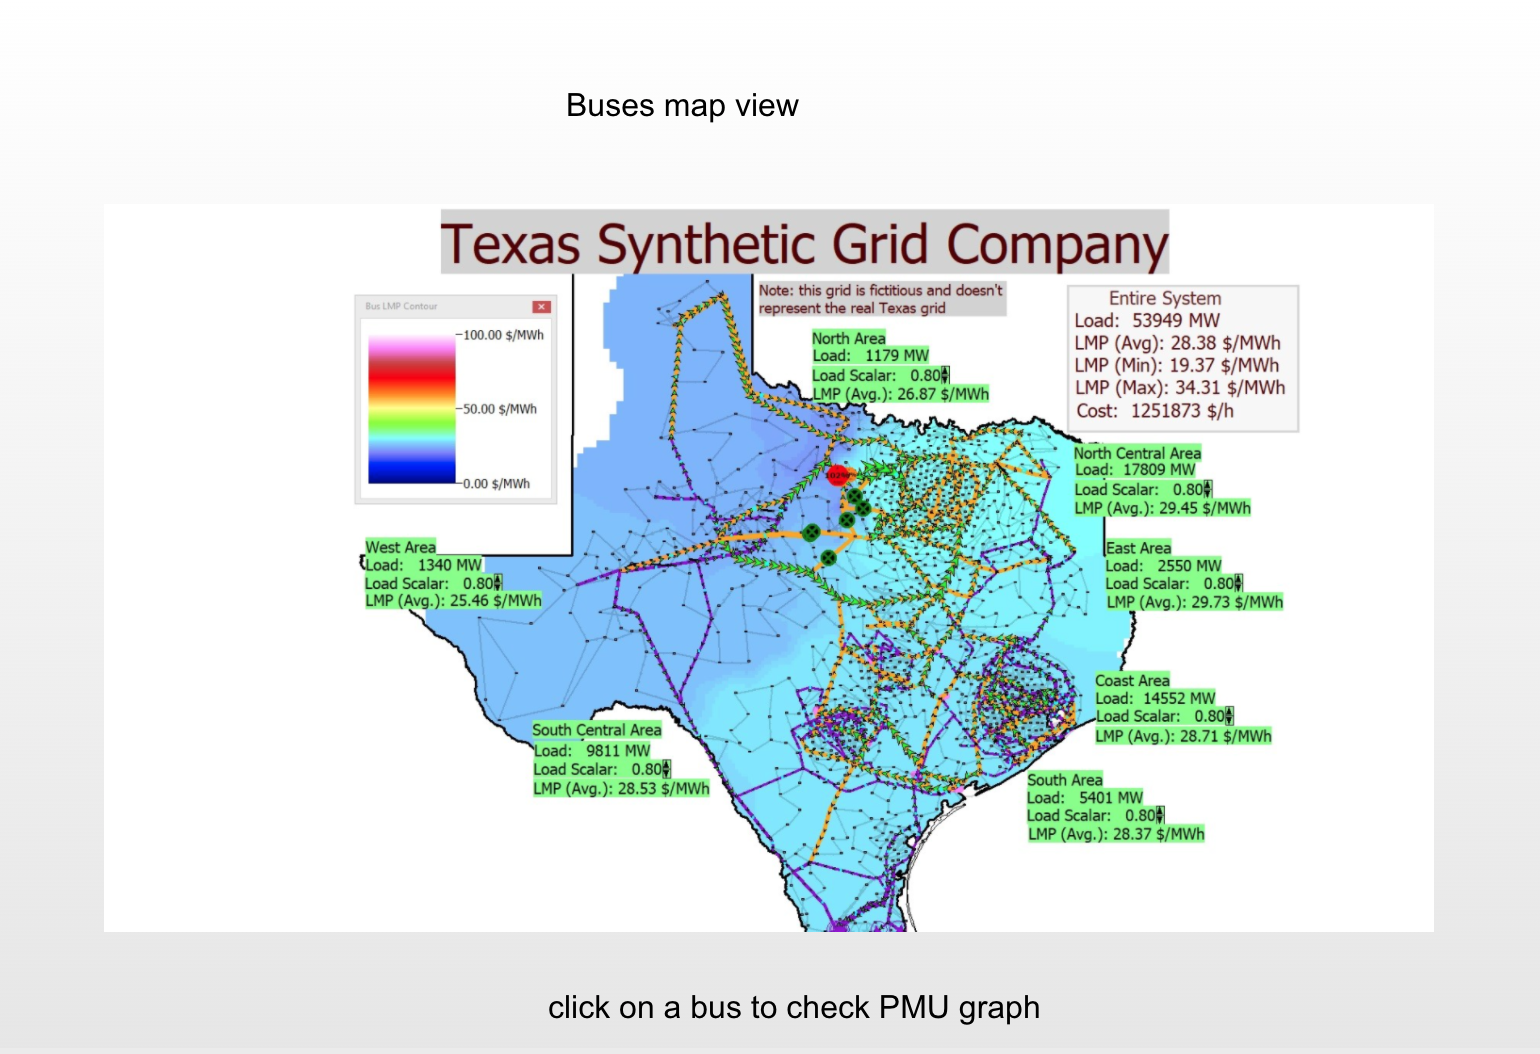 Buses map view
Texas Synthetic Grid Company
Note: this grid is fictitious and doesn't
represent the real Texas grid
Bus LMP Contour
100.00 $/MWh
50.00 $/MWh
0.00 $/MWh
Entire System
Load: 53949 MW
LMP (Avg): 28.38 $/MWh
LMP (Min): 19.37 $/MWh
LMP (Max): 34.31 $/MWh
Cost: 1251873 $/h
North Area
Load: 1179 MW
Load Scalar: 0.80
LMP (Avg.): 26.87 $/MWh
North Central Area
Load: 17809 MW
Load Scalar: 0.80
LMP (Avg.): 29.45 $/MWh
West Area
Load: 1340 MW
Load Scalar: 0.80
LMP (Avg.): 25.46 $/MWh
East Area
Load: 2550 MW
Load Scalar: 0.80
LMP (Avg.): 29.73 $/MWh
Coast Area
Load: 14552 MW
Load Scalar: 0.80
LMP (Avg.): 28.71 $/MWh
South Central Area
Load: 9811 MW
Load Scalar: 0.80
LMP (Avg.): 28.53 $/MWh
South Area
Load: 5401 MW
Load Scalar: 0.80
LMP (Avg.): 28.37 $/MWh
click on a bus to check PMU graph